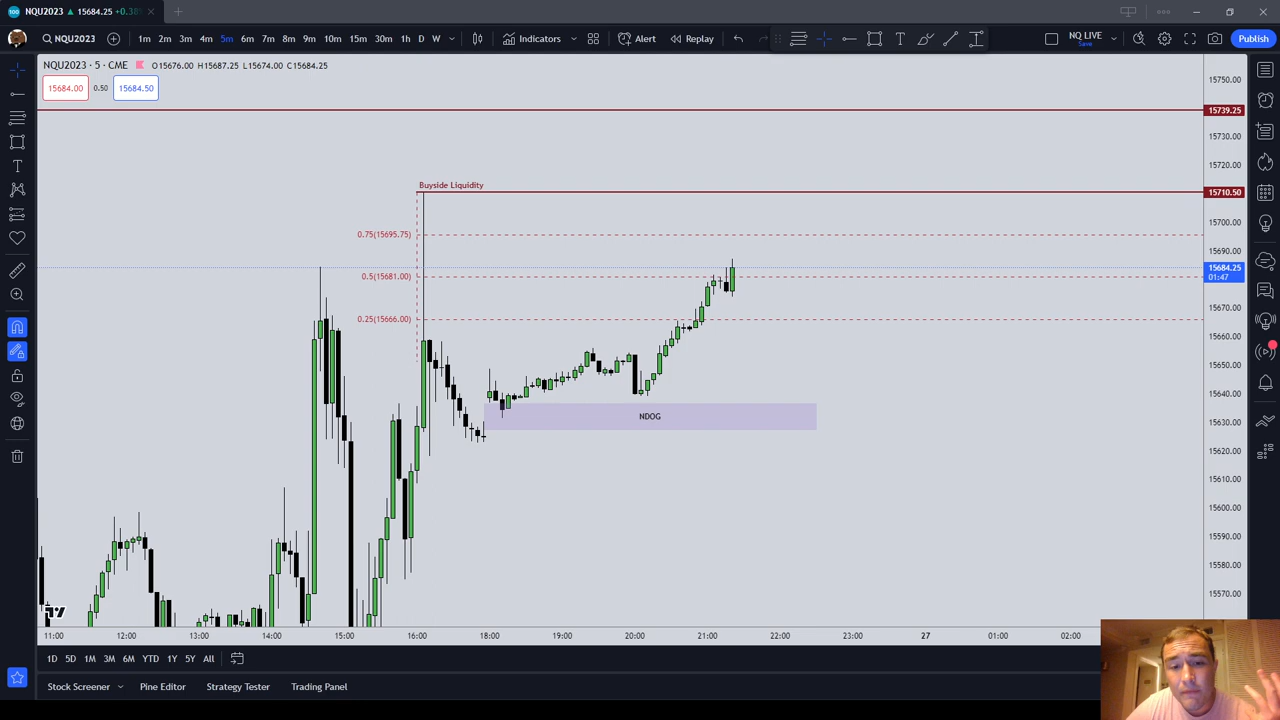 NQU2023 ▲ 15684.25 +0.38%
NQU2023 1m 2m 3m 4m 5m 6m 7m 8m 9m 10m 15m 30m 1h D W Indicators Alert Replay NQ LIVE Save Publish
NQU2023 · 5 · CME O15676.00 H15687.25 L15674.00 C15684.25
15684.00 0.50 15684.50
15750.00
15739.25
15730.00
15720.00
Buyside Liquidity
15710.50
15700.00
0.75(15695.75)
15690.00
15684.25
01:47
0.5(15681.00)
15670.00
0.25(15666.00)
15660.00
15650.00
15640.00
NDOG
15630.00
15620.00
15610.00
15600.00
15590.00
15580.00
15570.00
11:00 12:00 13:00 14:00 15:00 16:00 18:00 19:00 20:00 21:00 22:00 23:00 27 01:00 02:00
1D 5D 1M 3M 6M YTD 1Y 5Y All
Stock Screener Pine Editor Strategy Tester Trading Panel